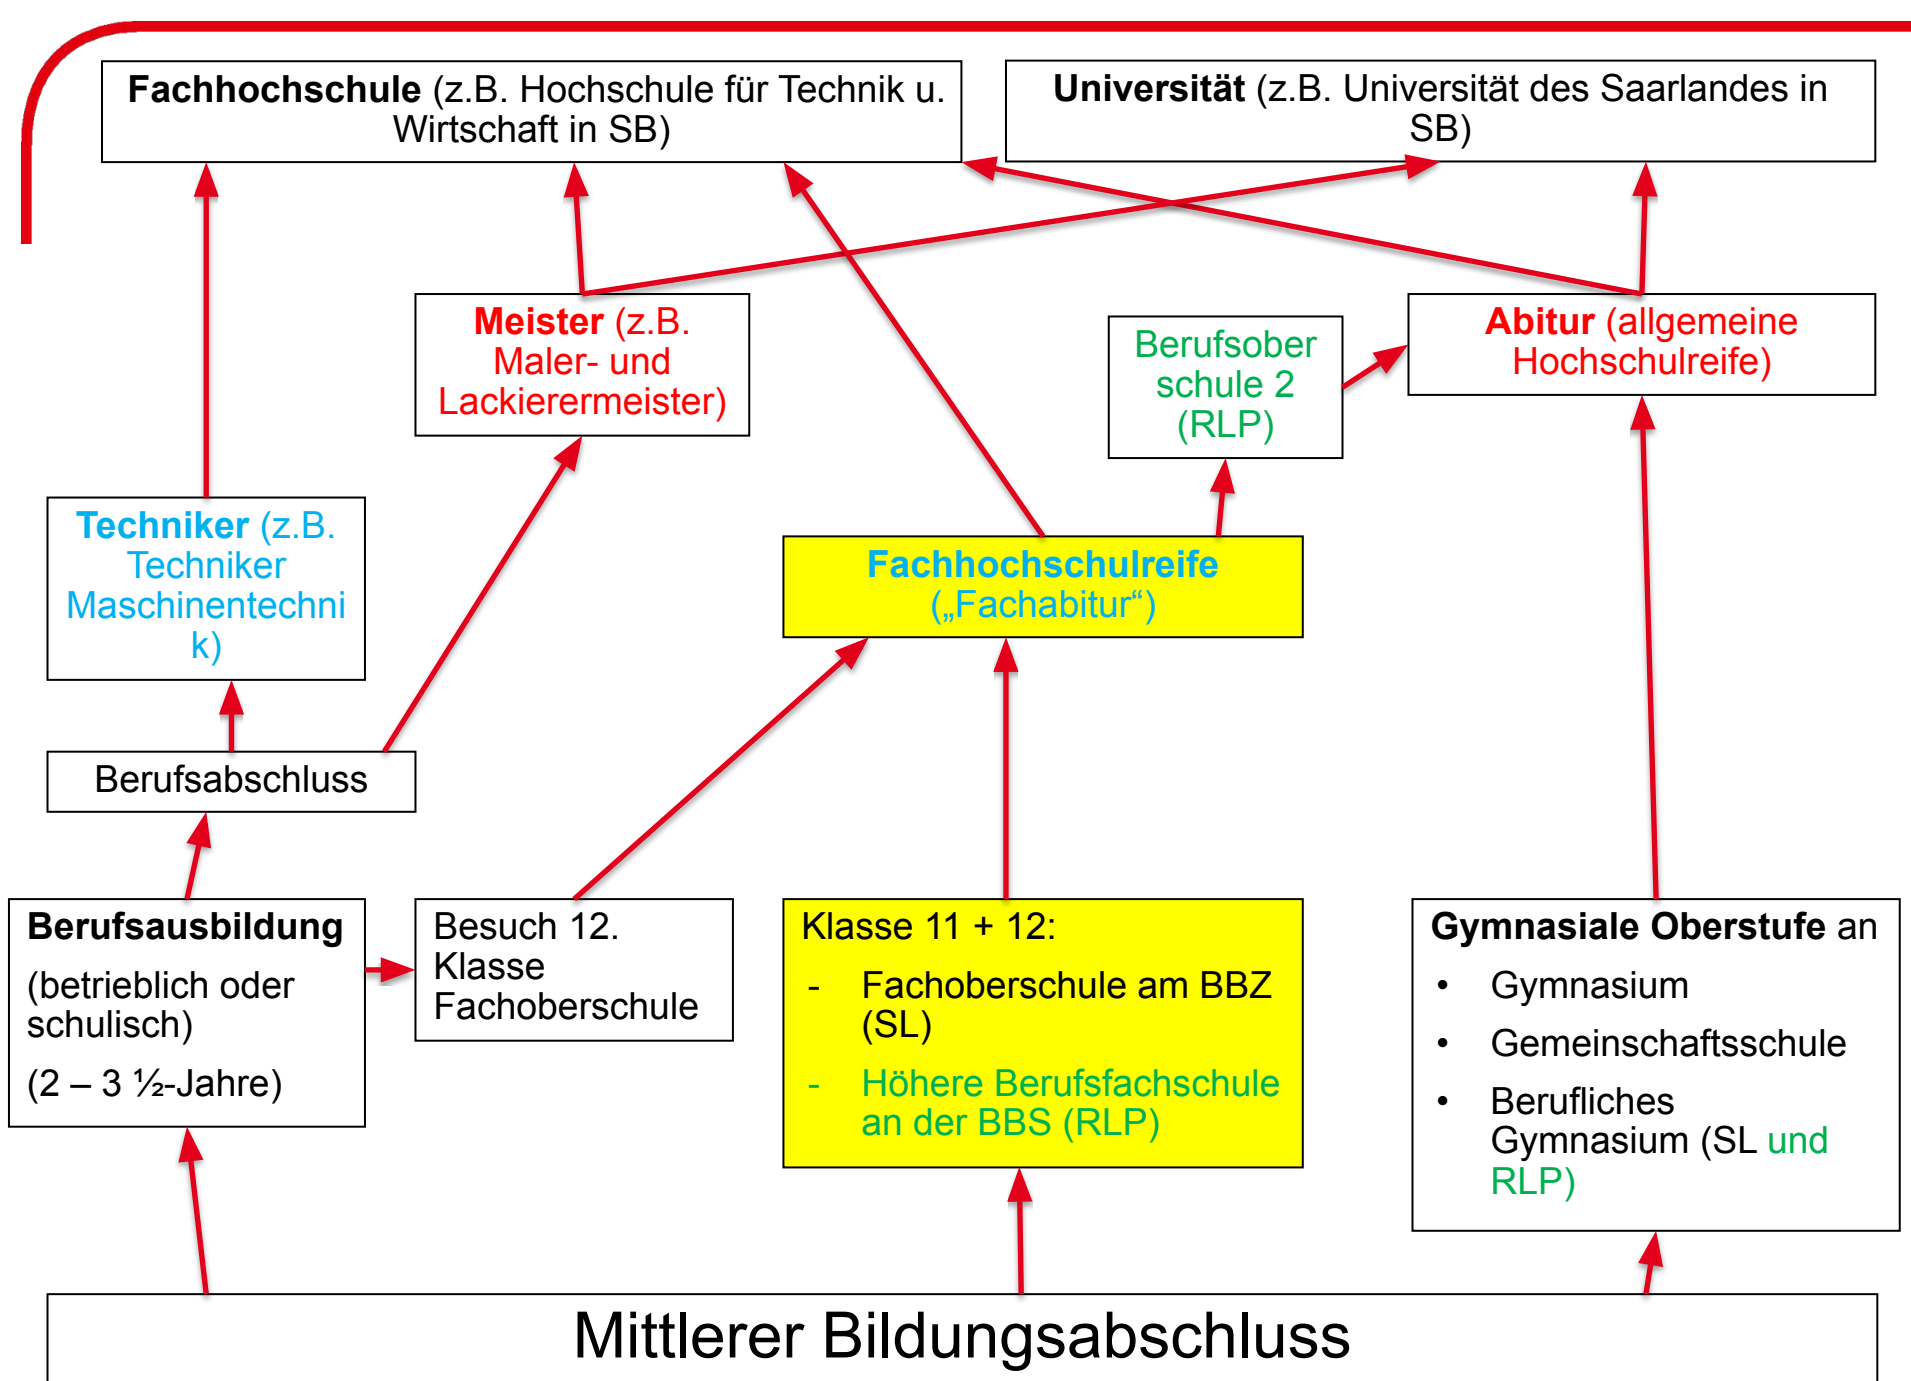 Fachhochschule (z.B. Hochschule für Technik u.
Wirtschaft in SB)
Universität (z.B. Universität des Saarlandes in
SB)
Meister (z.B.
Maler- und
Lackierermeister)
Berufsober
schule 2
(RLP)
Abitur (allgemeine
Hochschulreife)
Techniker (z.B.
Techniker
Maschinentechni
k)
Fachhochschulreife
(„Fachabitur“)
Berufsabschluss
Berufsausbildung
(betrieblich oder
schulisch)
(2 – 3 ½-Jahre)
Besuch 12.
Klasse
Fachoberschule
Klasse 11 + 12:
- Fachoberschule am BBZ
(SL)
- Höhere Berufsfachschule
an der BBS (RLP)
Gymnasiale Oberstufe an
• Gymnasium
• Gemeinschaftsschule
• Berufliches
Gymnasium (SL und
RLP)
Mittlerer Bildungsabschluss